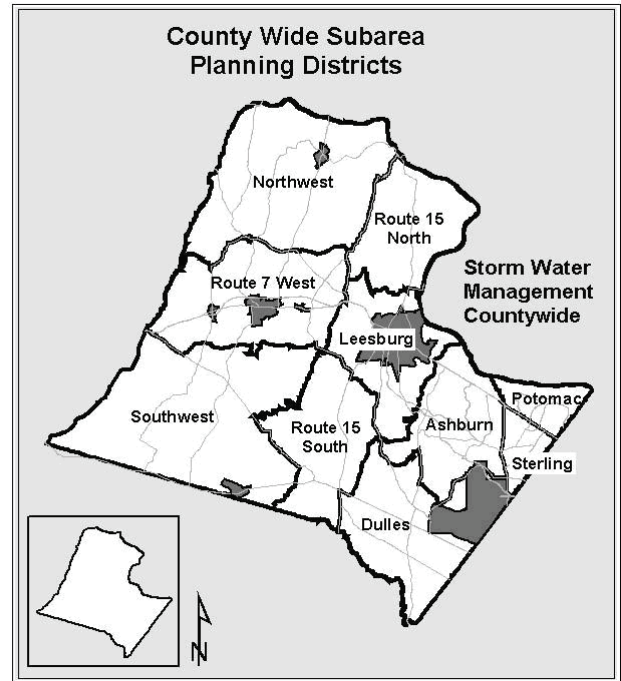 County Wide Subarea
Planning Districts
Northwest
Route 15
North
Route 7 West
Storm Water
Management
Countywide
Leesburg
Potomac
Southwest
Route 15
South
Ashburn
Sterling
Dulles
N